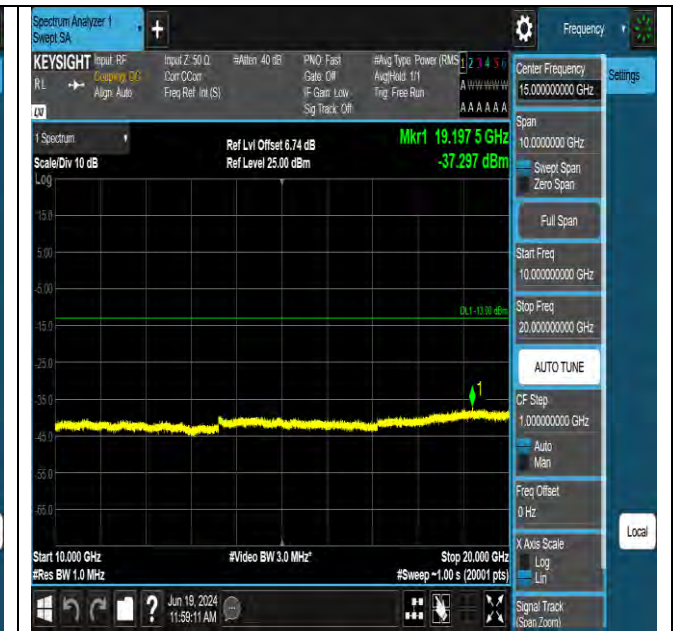 Spectrum Analyzer 1
Swept SA
+
Frequency
KEYSIGHT
RL
Input: RF
Coupling: DC
Align: Auto
Input Z: 50 Ω
Corr CCorr
Freq Ref: Int (S)
#Atten: 40 dB
PNO: Fast
Gate: Off
IF Gain: Low
Sig Track: Off
#Avg Type: Power (RMS
Avg|Hold: 1/1
Trig: Free Run
1 2 3 4 5 6
A W W W W W
A A A A A A
LXI
1 Spectrum
Scale/Div 10 dB
Log
Ref Lvl Offset 6.74 dB
Ref Level 25.00 dBm
Mkr1 19.197 5 GHz
-37.297 dBm
15.0
5.00
-5.00
-15.0
-25.0
-35.0
-45.0
-55.0
-65.0
DL1 -13.00 dBm
1
Start 10.000 GHz
#Res BW 1.0 MHz
#Video BW 3.0 MHz*
Stop 20.000 GHz
#Sweep ~1.00 s (20001 pts)
?
Jun 19, 2024
11:59:11 AM
Center Frequency
15.000000000 GHz
Settings
Span
10.0000000 GHz
Swept Span
Zero Span
Full Span
Start Freq
10.000000000 GHz
Stop Freq
20.000000000 GHz
AUTO TUNE
CF Step
1.000000000 GHz
Auto
Man
Freq Offset
0 Hz
X Axis Scale
Log
Lin
Local
Signal Track
(Span Zoom)